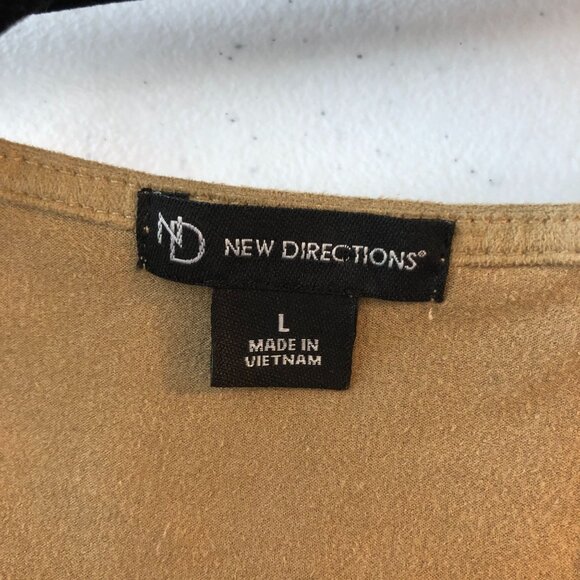 ND NEW DIRECTIONS®
L
MADE IN
VIETNAM